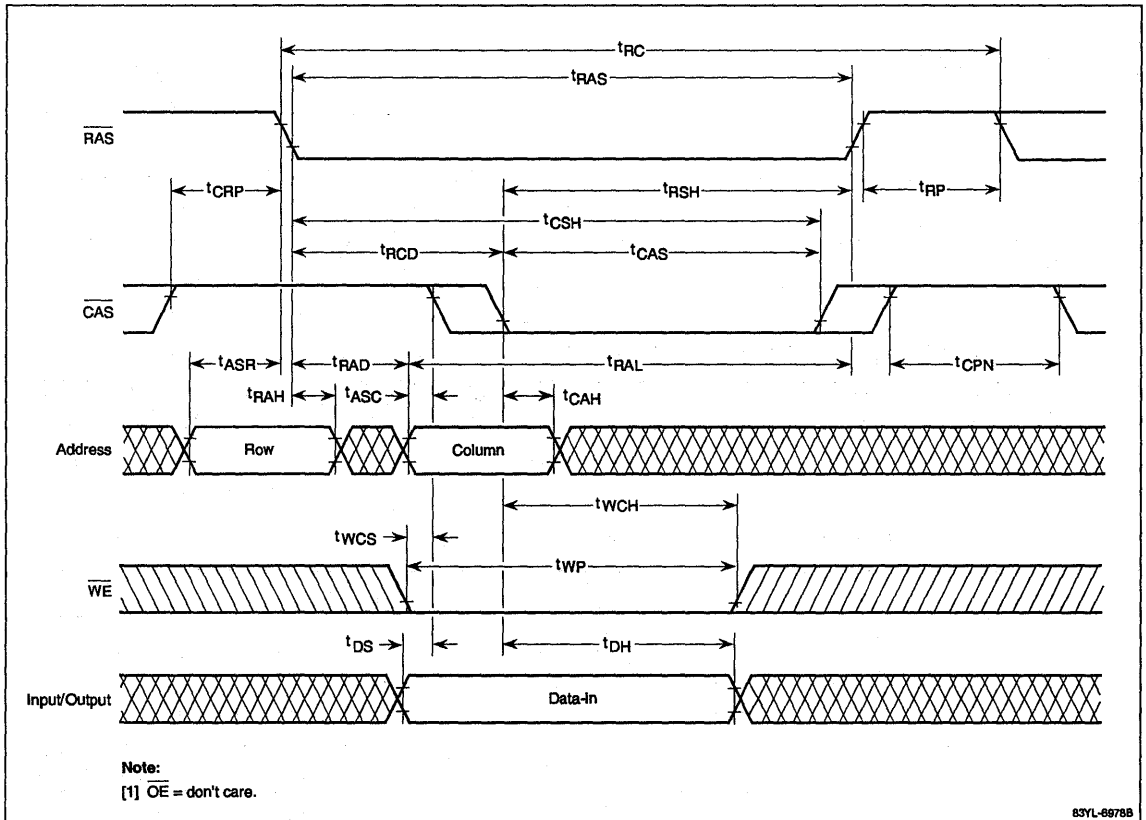 tRC
tRAS
RAS
tCRP
tRSH
tRP
tCSH
tRCD
tCAS
CAS
tASR
tRAD
tRAL
tCPN
tRAH
tASC
tCAH
Address
Row
Column
tWCH
tWCS
tWP
WE
tDS
tDH
Input/Output
Data-In
Note:
[1] OE = don't care.
83YL-6978B